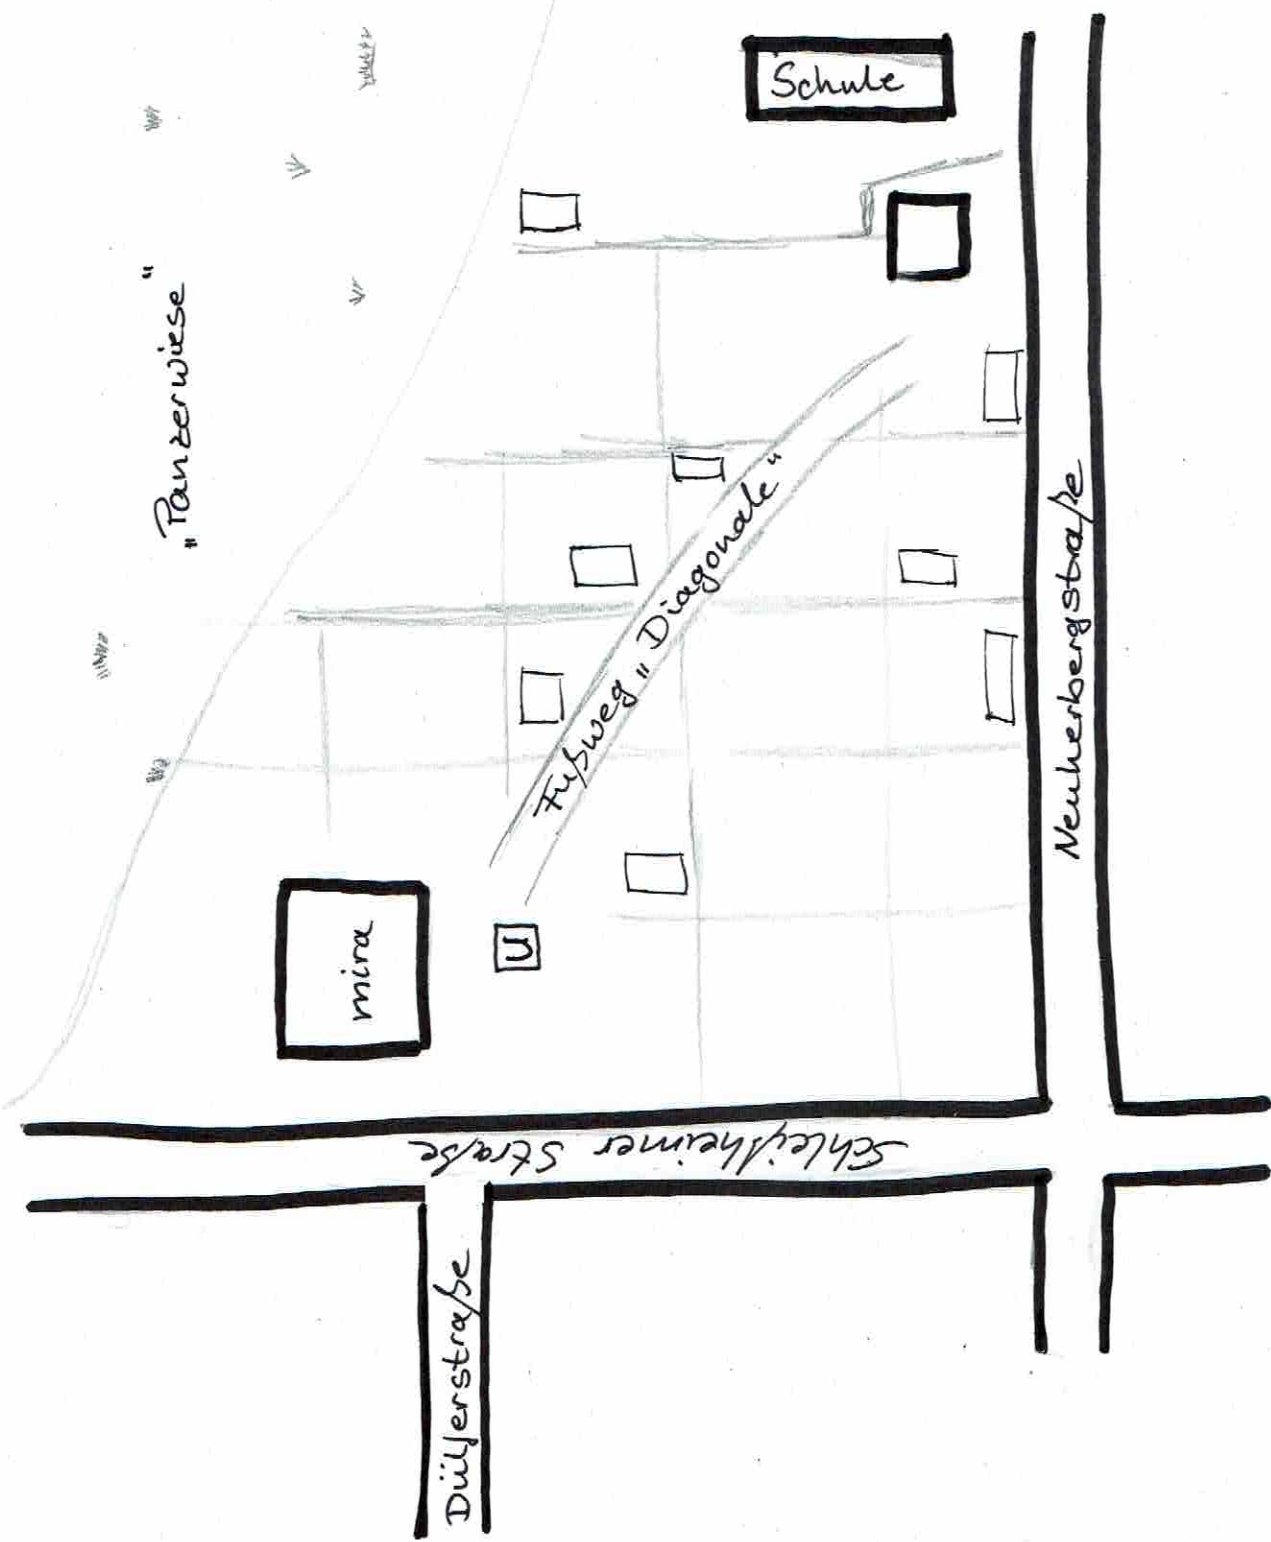 Schule
„Panzerwiese“
Fußweg „Diagonale“
Neuherbergstraße
mira
U
Schleißheimer Straße
Dülferstraße